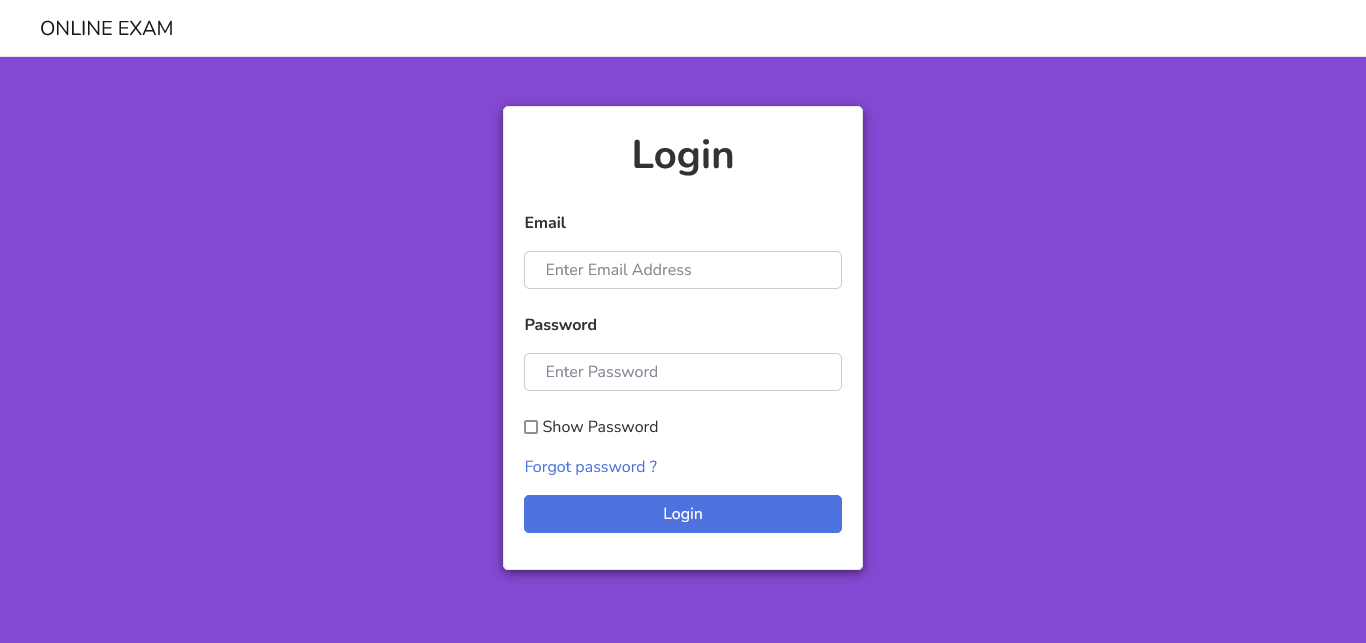 ONLINE EXAM
Login
Email
Enter Email Address
Password
Enter Password
Show Password
Forgot password ?
Login